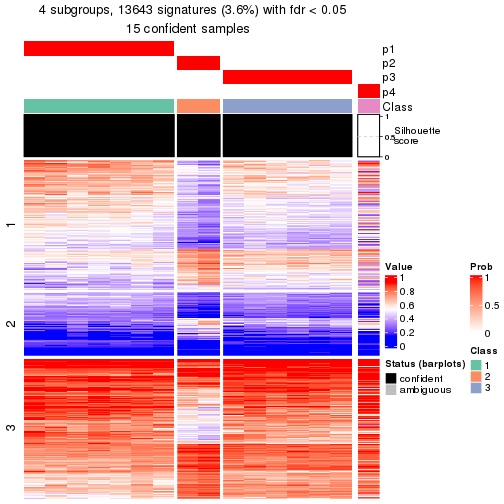 4 subgroups, 13643 signatures (3.6%) with fdr < 0.05
15 confident samples
p1
p2
p3
p4
Class
1
0.5
0
Silhouette
score
1
2
3
Value
1
0.8
0.6
0.4
0.2
0
Prob
1
0.5
0
Status (barplots)
confident
ambiguous
Class
1
2
3